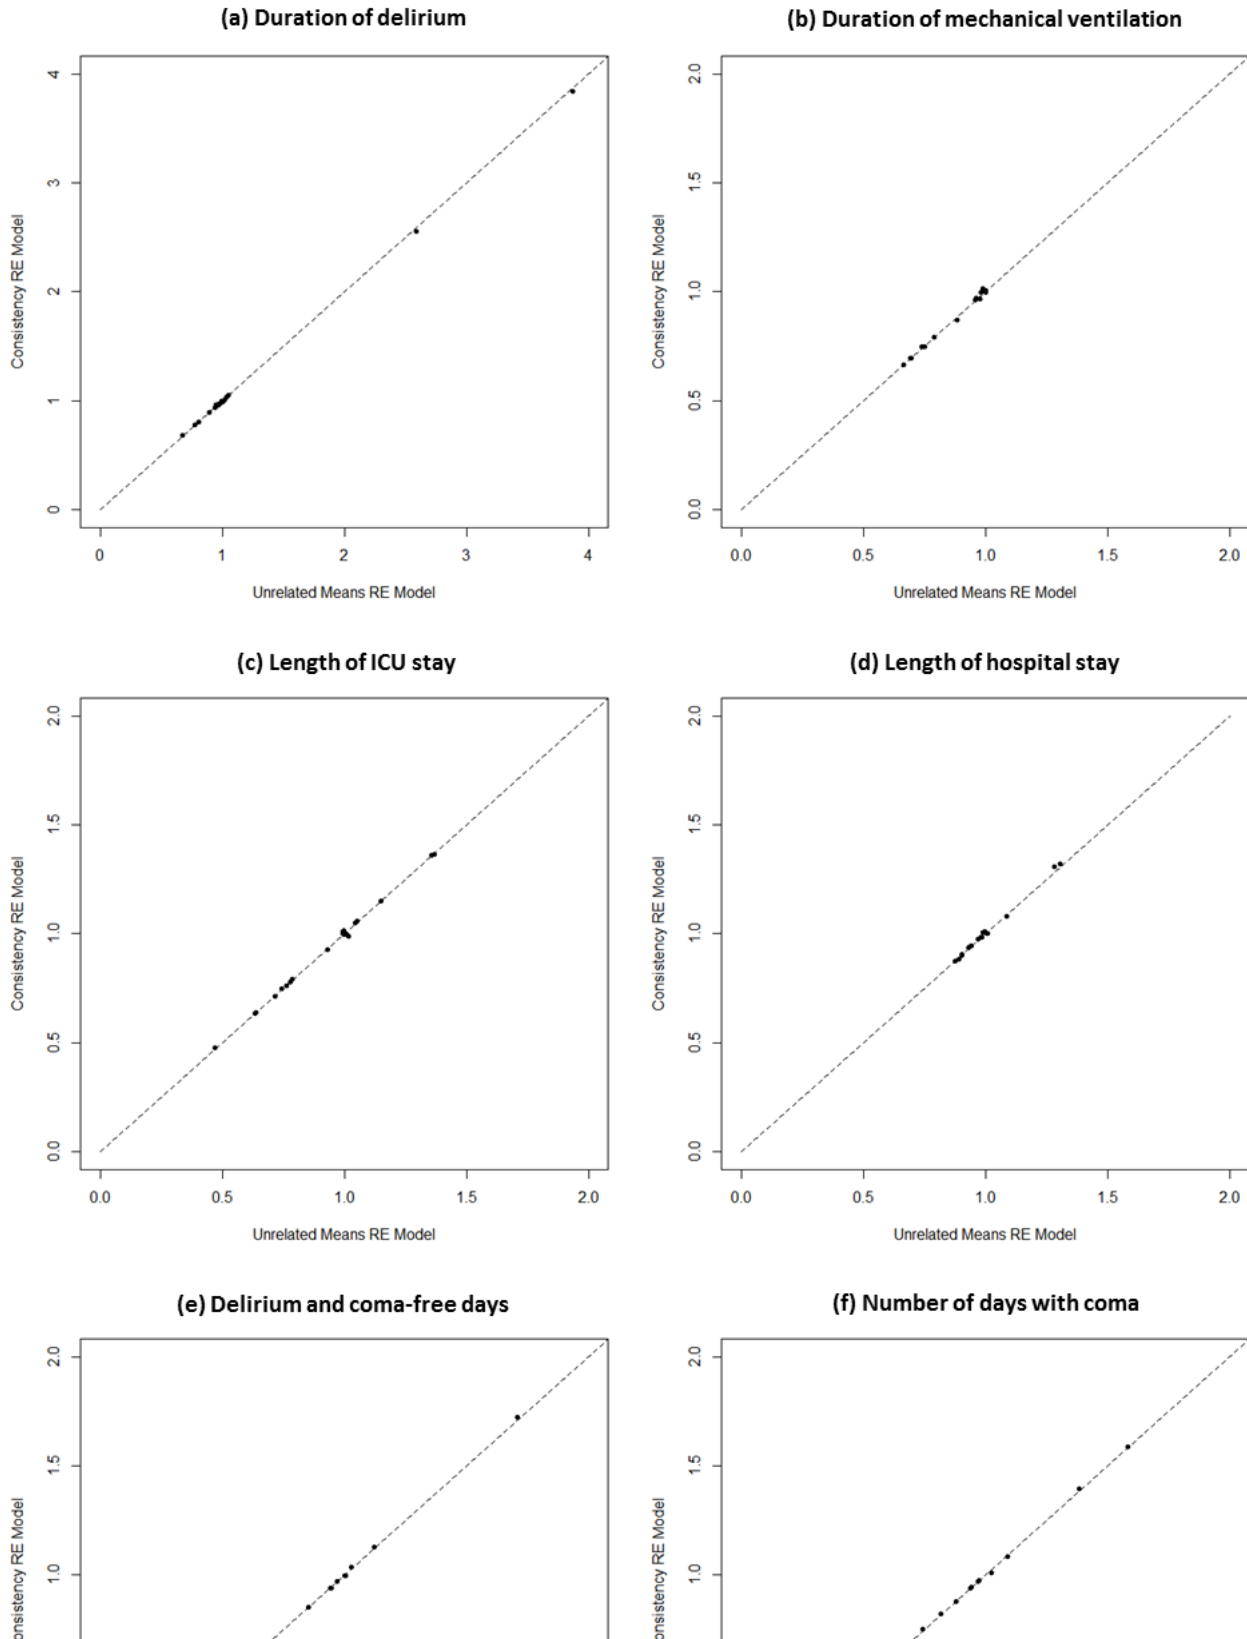 (a) Duration of delirium
4
3
2
1
0
Consistency RE Model
0 1 2 3 4
Unrelated Means RE Model
(b) Duration of mechanical ventilation
2.0
1.5
1.0
0.5
0.0
Consistency RE Model
0.0 0.5 1.0 1.5 2.0
Unrelated Means RE Model
(c) Length of ICU stay
2.0
1.5
1.0
0.5
0.0
Consistency RE Model
0.0 0.5 1.0 1.5 2.0
Unrelated Means RE Model
(d) Length of hospital stay
2.0
1.5
1.0
0.5
0.0
Consistency RE Model
0.0 0.5 1.0 1.5 2.0
Unrelated Means RE Model
(e) Delirium and coma-free days
2.0
1.5
1.0
onsistency RE Model
(f) Number of days with coma
2.0
1.5
1.0
onsistency RE Model